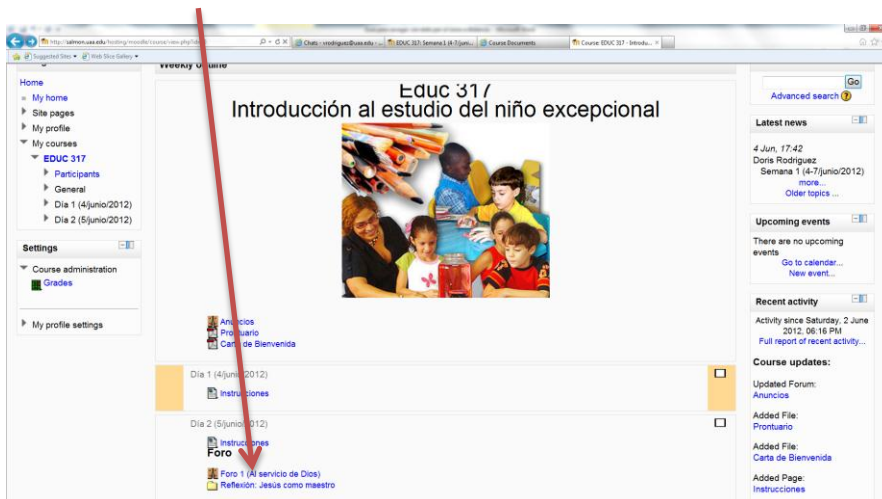 http://salmon.uaa.edu/hosting/moodle/course/view.php?id=
Chats - vrodriguez@uaa.edu - ...
EDUC 317: Semana 1 (4-7/juni...
Course Documents
Course: EDUC 317 - Introdu...
Suggested Sites
Web Slice Gallery
Weekly outline
Home
My home
Site pages
My profile
My courses
EDUC 317
Participants
General
Día 1 (4/junio/2012)
Día 2 (5/junio/2012)
Settings
Course administration
Grades
My profile settings
Educ 317
Introducción al estudio del niño excepcional
Anuncios
Prontuario
Carta de Bienvenida
Día 1 (4/junio/2012)
Instrucciones
Día 2 (5/junio/2012)
Instrucciones
Foro
Foro 1 (Al servicio de Dios)
Reflexión: Jesús como maestro
Go
Advanced search
Latest news
4 Jun, 17:42
Doris Rodriguez
Semana 1 (4-7/junio/2012)
more...
Older topics ...
Upcoming events
There are no upcoming
events
Go to calendar...
New event...
Recent activity
Activity since Saturday, 2 June
2012, 06:16 PM
Full report of recent activity...
Course updates:
Updated Forum:
Anuncios
Added File:
Prontuario
Added File:
Carta de Bienvenida
Added Page:
Instrucciones